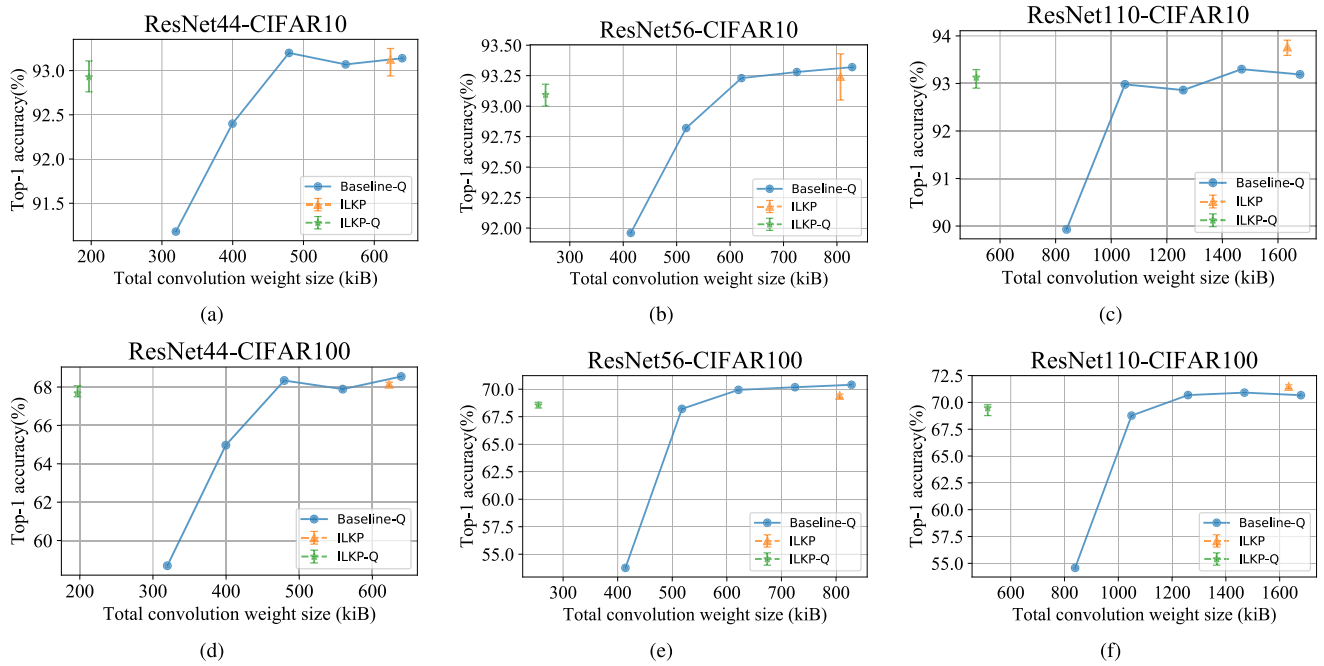 ResNet44-CIFAR10
Top-1 accuracy(%)
93.0
92.5
92.0
91.5
Baseline-Q
ILKP
ILKP-Q
200 300 400 500 600
Total convolution weight size (kiB)
(a)
ResNet56-CIFAR10
Top-1 accuracy(%)
93.50
93.25
93.00
92.75
92.50
92.25
92.00
Baseline-Q
ILKP
ILKP-Q
300 400 500 600 700 800
Total convolution weight size (kiB)
(b)
ResNet110-CIFAR10
Top-1 accuracy(%)
94
93
92
91
90
Baseline-Q
ILKP
ILKP-Q
600 800 1000 1200 1400 1600
Total convolution weight size (kiB)
(c)
ResNet44-CIFAR100
Top-1 accuracy(%)
68
66
64
62
60
Baseline-Q
ILKP
ILKP-Q
200 300 400 500 600
Total convolution weight size (kiB)
(d)
ResNet56-CIFAR100
Top-1 accuracy(%)
70.0
67.5
65.0
62.5
60.0
57.5
55.0
Baseline-Q
ILKP
ILKP-Q
300 400 500 600 700 800
Total convolution weight size (kiB)
(e)
ResNet110-CIFAR100
Top-1 accuracy(%)
72.5
70.0
67.5
65.0
62.5
60.0
57.5
55.0
Baseline-Q
ILKP
ILKP-Q
600 800 1000 1200 1400 1600
Total convolution weight size (kiB)
(f)